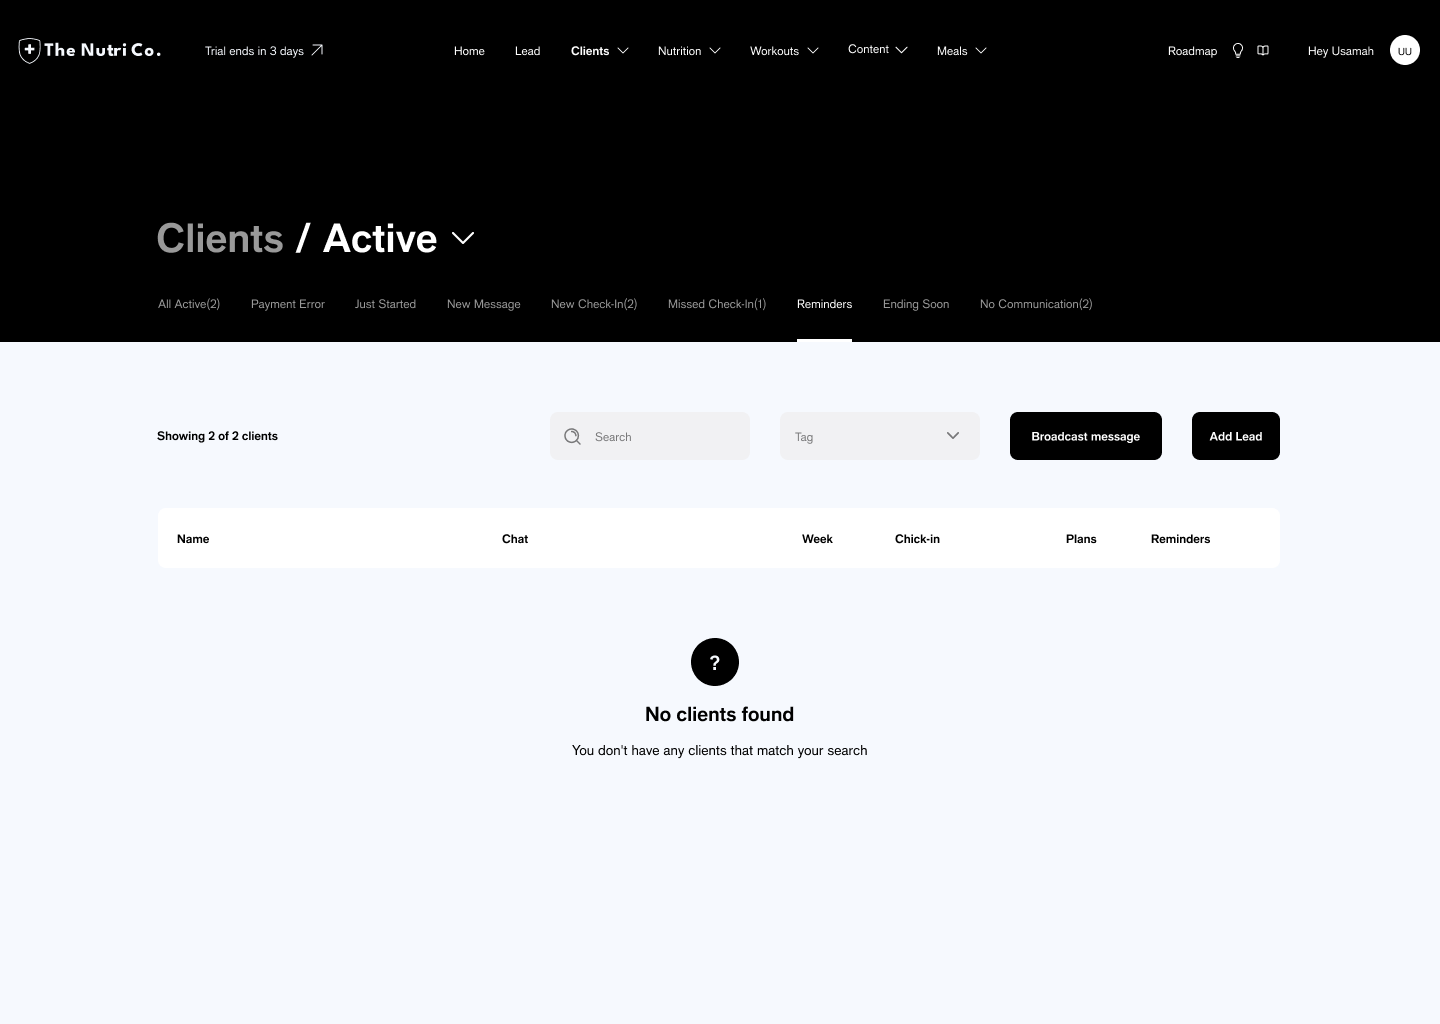 The Nutri Co.
Trial ends in 3 days
Home
Lead
Clients
Nutrition
Workouts
Content
Meals
Roadmap
Hey Usamah
UU
Clients / Active
All Active(2)
Payment Error
Just Started
New Message
New Check-In(2)
Missed Check-In(1)
Reminders
Ending Soon
No Communication(2)
Showing 2 of 2 clients
Search
Tag
Broadcast message
Add Lead
Name
Chat
Week
Chick-in
Plans
Reminders
?
No clients found
You don't have any clients that match your search